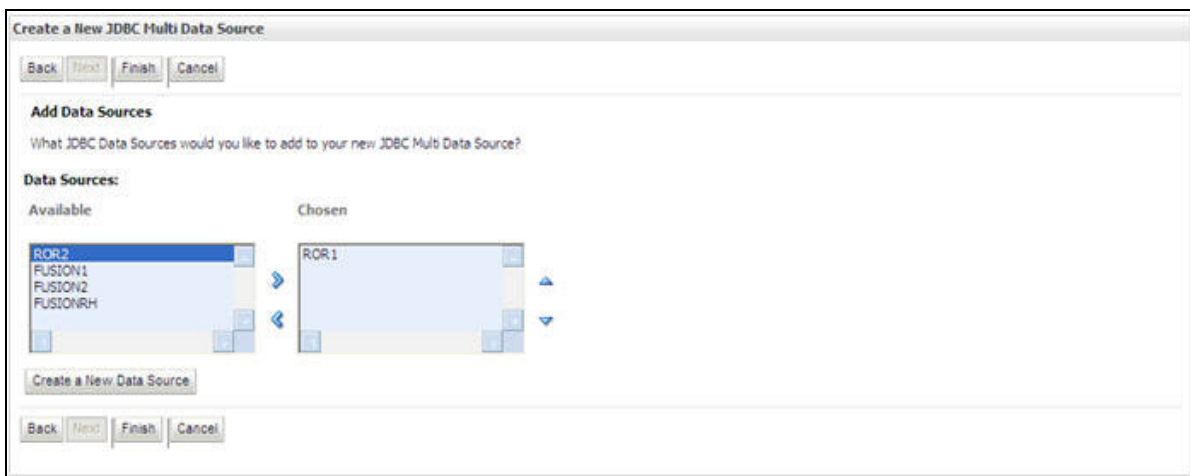 Create a New JDBC Multi Data Source
Back Next Finish Cancel
Add Data Sources
What JDBC Data Sources would you like to add to your new JDBC Multi Data Source?
Data Sources:
Available Chosen
ROR2 ROR1
FUSION1
FUSION2
FUSIONRH
Create a New Data Source
Back Next Finish Cancel